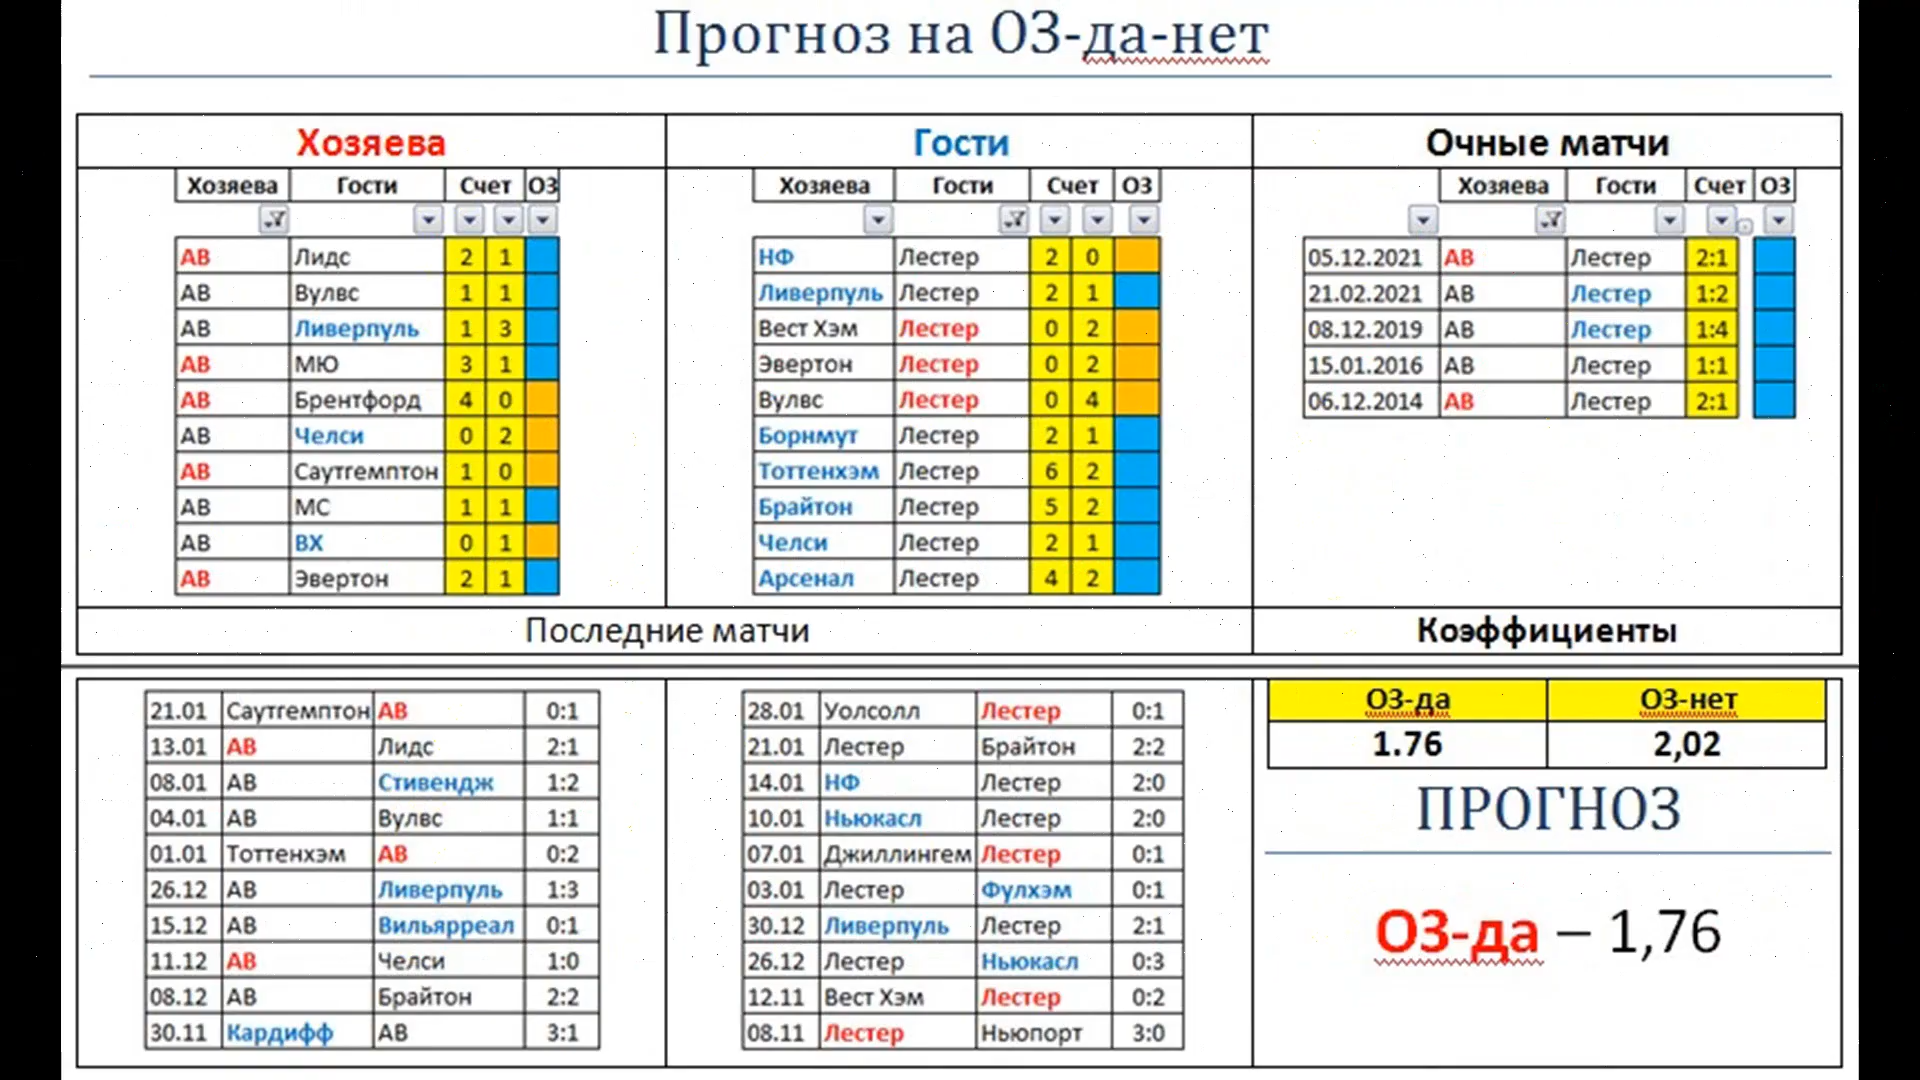 Прогноз на ОЗ-да-нет
Хозяева
Гости
Очные матчи
Хозяева Гости Счет ОЗ
АВ Лидс 2 1
АВ Вулвс 1 1
АВ Ливерпуль 1 3
АВ МЮ 3 1
АВ Брентфорд 4 0
АВ Челси 0 2
АВ Саутгемптон 1 0
АВ МС 1 1
АВ ВХ 0 1
АВ Эвертон 2 1
Хозяева Гости Счет ОЗ
НФ Лестер 2 0
Ливерпуль Лестер 2 1
Вест Хэм Лестер 0 2
Эвертон Лестер 0 2
Вулвс Лестер 0 4
Борнмут Лестер 2 1
Тоттенхэм Лестер 6 2
Брайтон Лестер 5 2
Челси Лестер 2 1
Арсенал Лестер 4 2
Хозяева Гости Счет ОЗ
05.12.2021 АВ Лестер 2:1
21.02.2021 АВ Лестер 1:2
08.12.2019 АВ Лестер 1:4
15.01.2016 АВ Лестер 1:1
06.12.2014 АВ Лестер 2:1
Последние матчи
Коэффициенты
21.01 Саутгемптон АВ 0:1
13.01 АВ Лидс 2:1
08.01 АВ Стивендж 1:2
04.01 АВ Вулвс 1:1
01.01 Тоттенхэм АВ 0:2
26.12 АВ Ливерпуль 1:3
15.12 АВ Вильярреал 0:1
11.12 АВ Челси 1:0
08.12 АВ Брайтон 2:2
30.11 Кардифф АВ 3:1
28.01 Уолсолл Лестер 0:1
21.01 Лестер Брайтон 2:2
14.01 НФ Лестер 2:0
10.01 Ньюкасл Лестер 2:0
07.01 Джиллингем Лестер 0:1
03.01 Лестер Фулхэм 0:1
30.12 Ливерпуль Лестер 2:1
26.12 Лестер Ньюкасл 0:3
12.11 Вест Хэм Лестер 0:2
08.11 Лестер Ньюпорт 3:0
ОЗ-да ОЗ-нет
1.76 2,02
ПРОГНОЗ
ОЗ-да – 1,76